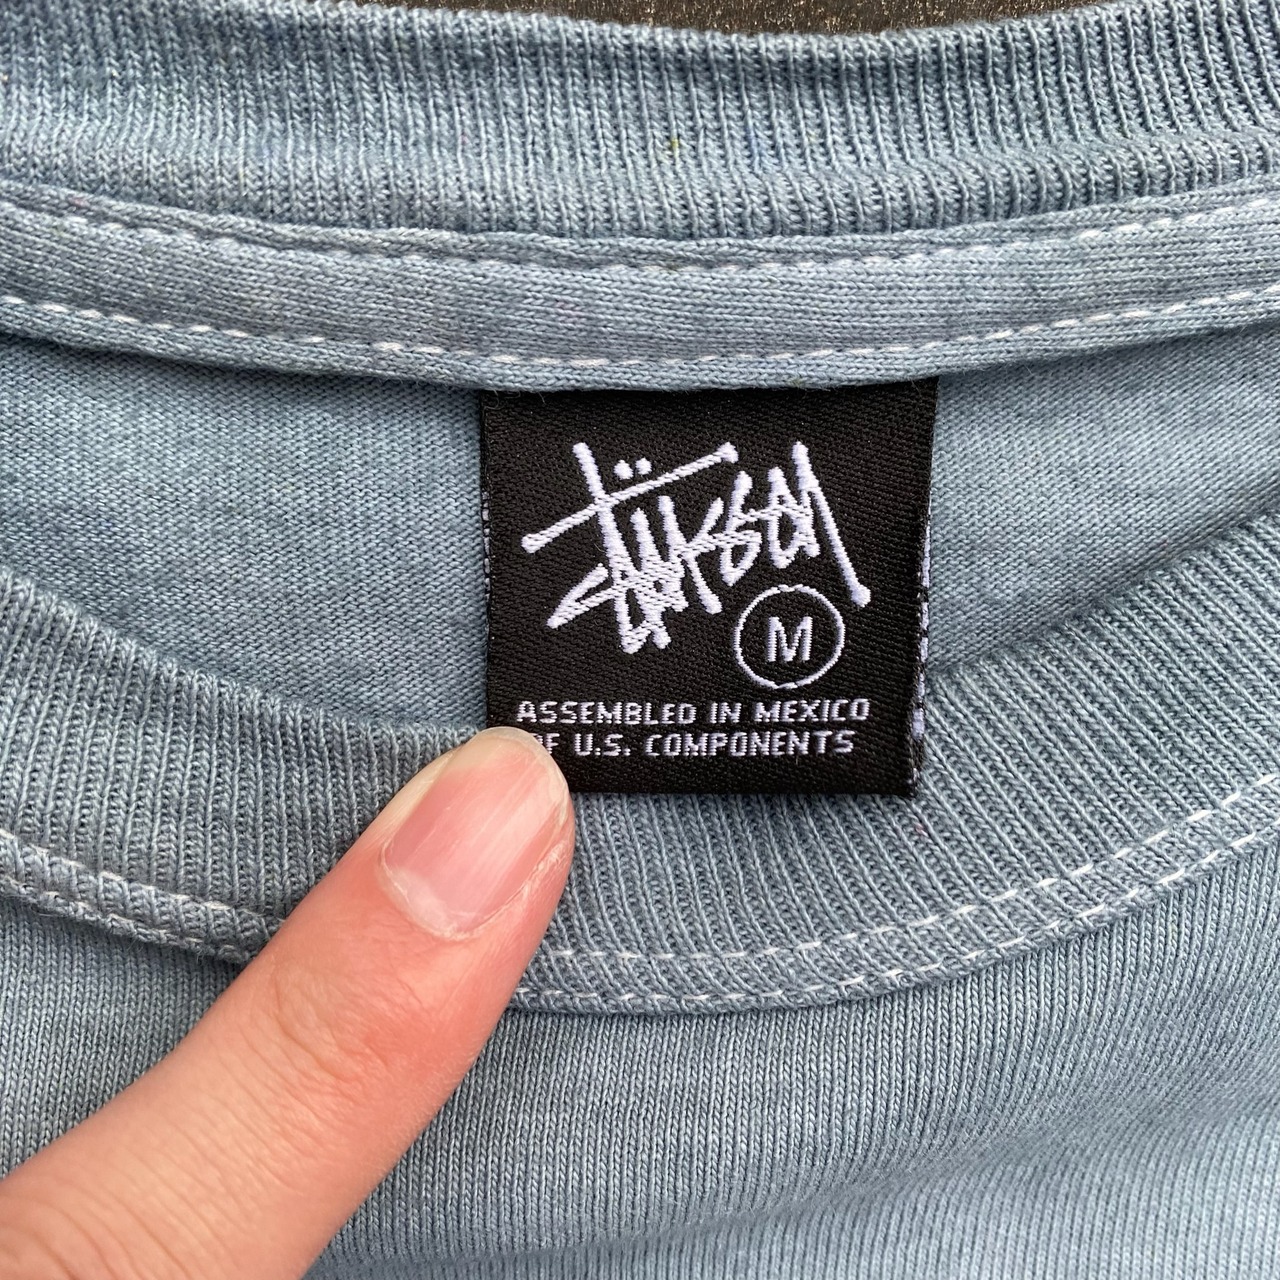 Stüssy
M
ASSEMBLED IN MEXICO
OF U.S. COMPONENTS